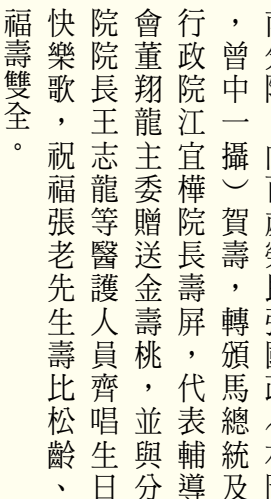 ，曾中一攝）賀壽，轉頒馬總統及
行政院江宜樺院長壽屏，代表輔導
會董翔龍主委贈送金壽桃，並與分
院院長王志龍等醫護人員齊唱生日
快樂歌，祝福張老先生壽比松齡、
福壽雙全。